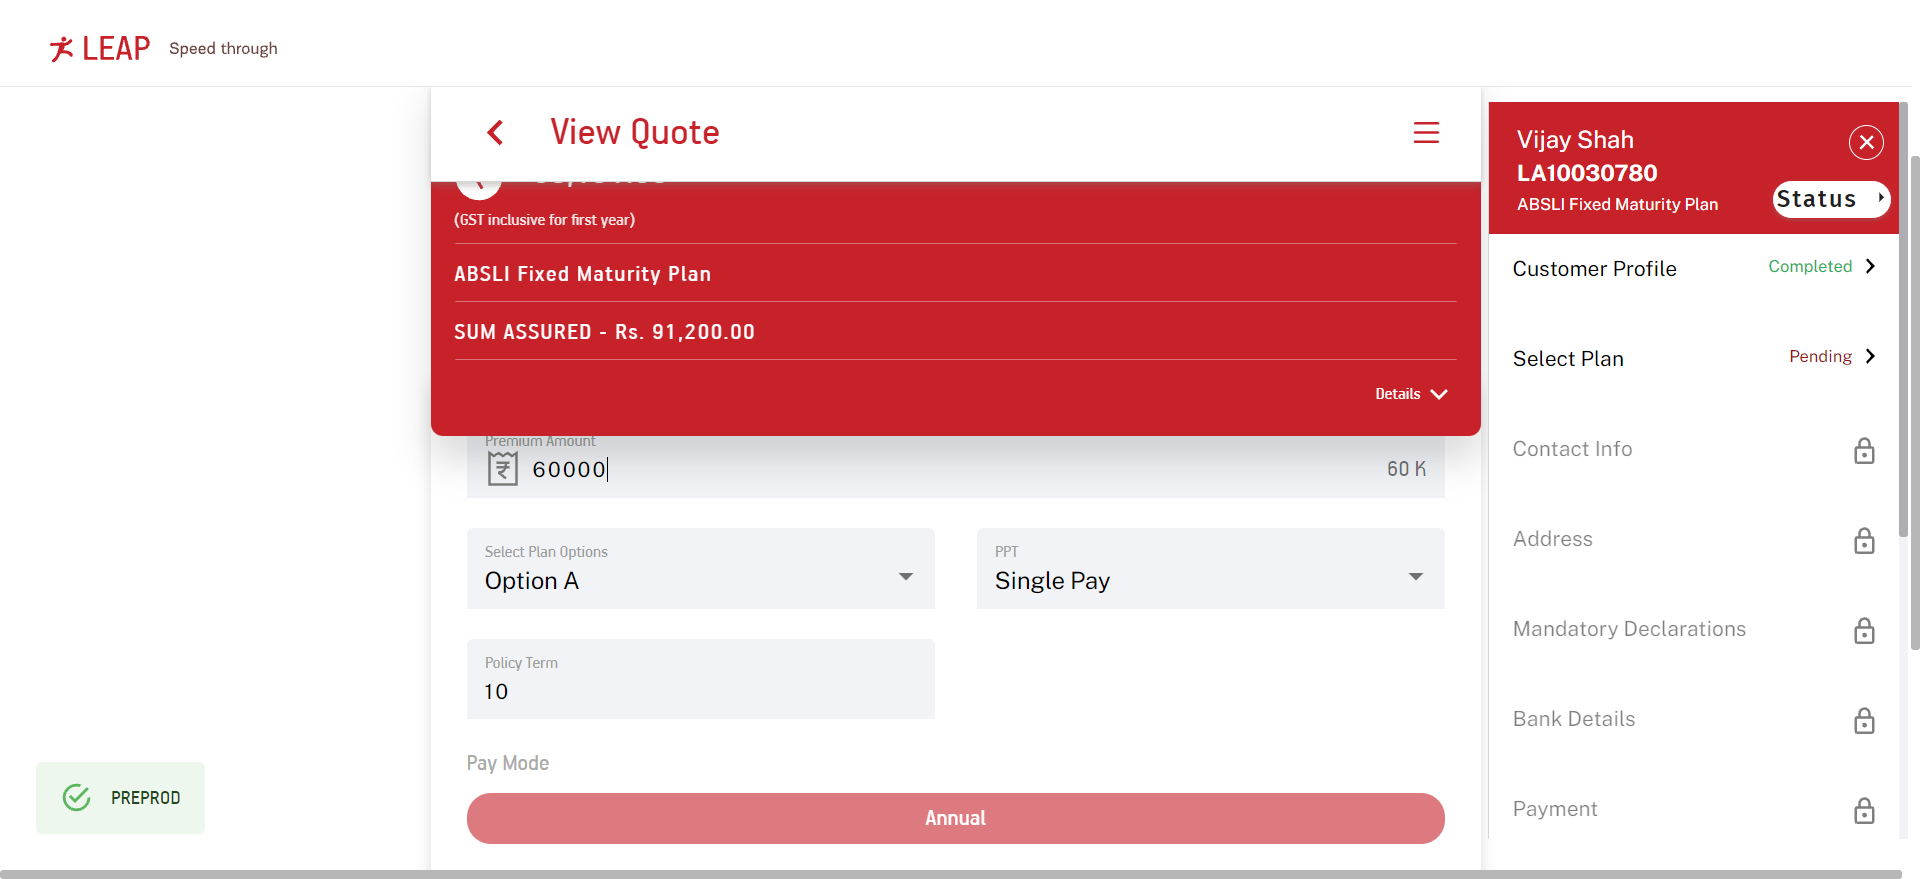 LEAP Speed through
View Quote
(GST inclusive for first year)
ABSLI Fixed Maturity Plan
SUM ASSURED - Rs. 91,200.00
Details
Premium Amount
60000
60 K
Select Plan Options
Option A
PPT
Single Pay
Policy Term
10
Pay Mode
Annual
PREPROD
Vijay Shah
LA10030780
ABSLI Fixed Maturity Plan
Status
Customer Profile Completed
Select Plan Pending
Contact Info
Address
Mandatory Declarations
Bank Details
Payment